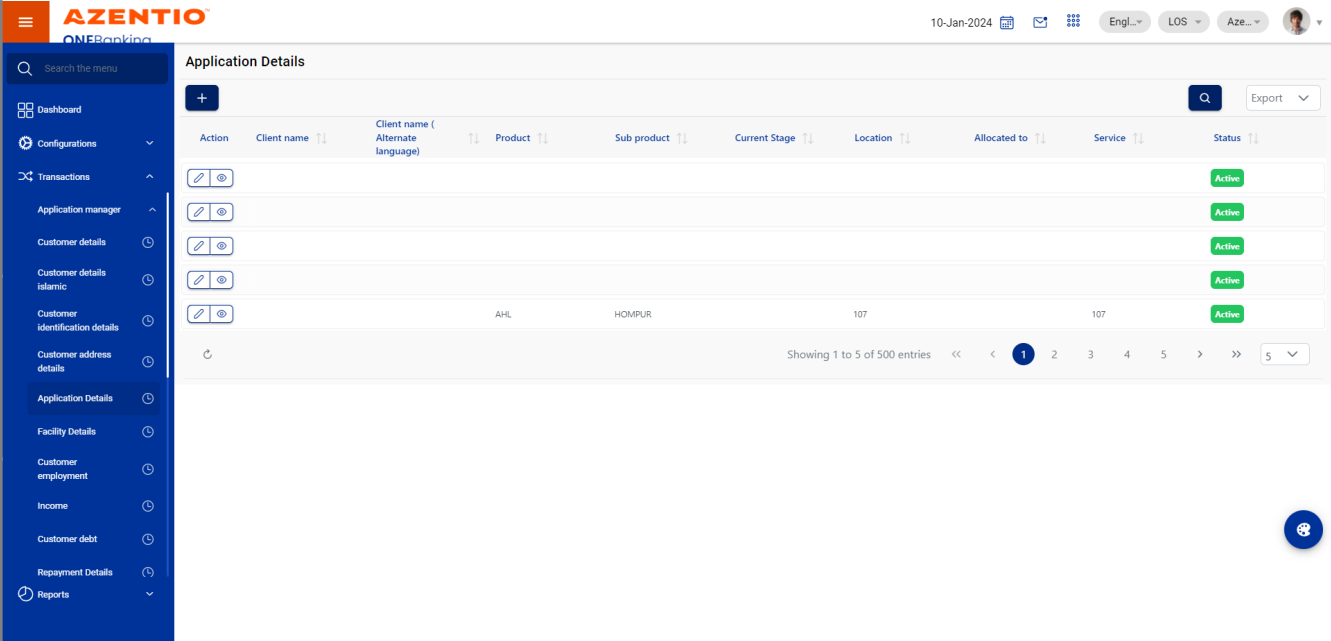 AZENTIO™
ONEBanking
10-Jan-2024
Engl...
LOS
Aze...
Search the menu
Dashboard
Configurations
Transactions
Application manager
Customer details
Customer details
islamic
Customer
identification details
Customer address
details
Application Details
Facility Details
Customer
employment
Income
Customer debt
Repayment Details
Reports
Application Details
+
Export
Action
Client name
Client name (
Alternate
language)
Product
Sub product
Current Stage
Location
Allocated to
Service
Status
Active
Active
Active
Active
AHL
HOMPUR
107
107
Active
Showing 1 to 5 of 500 entries
<<
<
1
2
3
4
5
>
>>
5